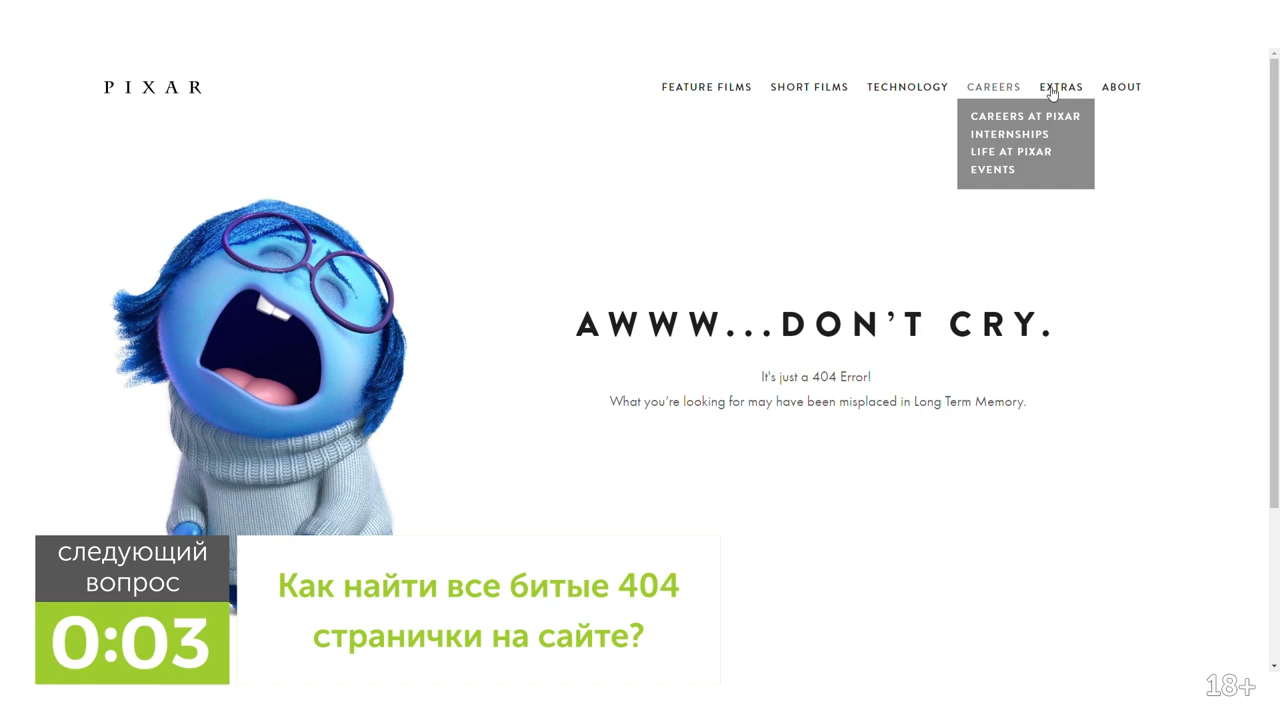 PIXAR
FEATURE FILMS SHORT FILMS TECHNOLOGY CAREERS EXTRAS ABOUT
CAREERS AT PIXAR
INTERNSHIPS
LIFE AT PIXAR
EVENTS
AWWW...DON'T CRY.
It's just a 404 Error!
What you're looking for may have been misplaced in Long Term Memory.
следующий
вопрос
0:03
Как найти все битые 404
странички на сайте?
18+